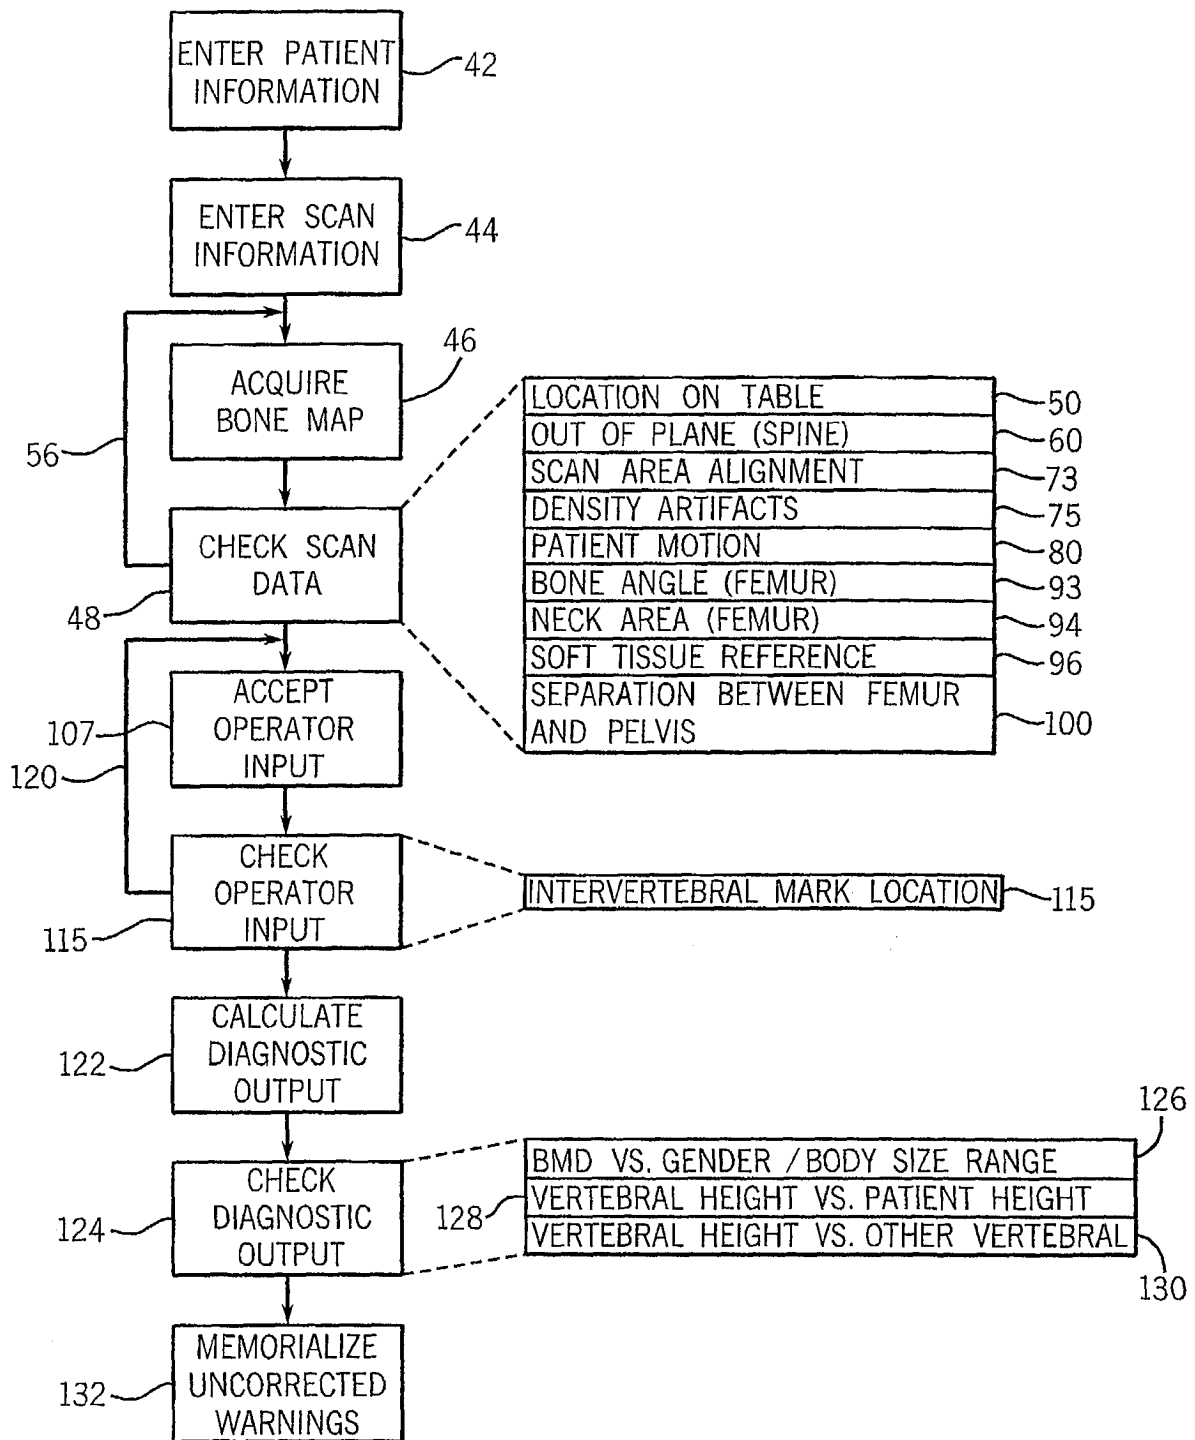 ENTER PATIENT
INFORMATION
42
ENTER SCAN
INFORMATION
44
ACQUIRE
BONE MAP
46
56
CHECK SCAN
DATA
48
LOCATION ON TABLE
50
OUT OF PLANE (SPINE)
60
SCAN AREA ALIGNMENT
73
DENSITY ARTIFACTS
75
PATIENT MOTION
80
BONE ANGLE (FEMUR)
93
NECK AREA (FEMUR)
94
SOFT TISSUE REFERENCE
96
SEPARATION BETWEEN FEMUR
AND PELVIS
100
ACCEPT
OPERATOR
INPUT
107
120
CHECK
OPERATOR
INPUT
115
INTERVERTEBRAL MARK LOCATION
115
CALCULATE
DIAGNOSTIC
OUTPUT
122
CHECK
DIAGNOSTIC
OUTPUT
124
126
BMD VS. GENDER / BODY SIZE RANGE
128
VERTEBRAL HEIGHT VS. PATIENT HEIGHT
VERTEBRAL HEIGHT VS. OTHER VERTEBRAL
130
MEMORIALIZE
UNCORRECTED
WARNINGS
132